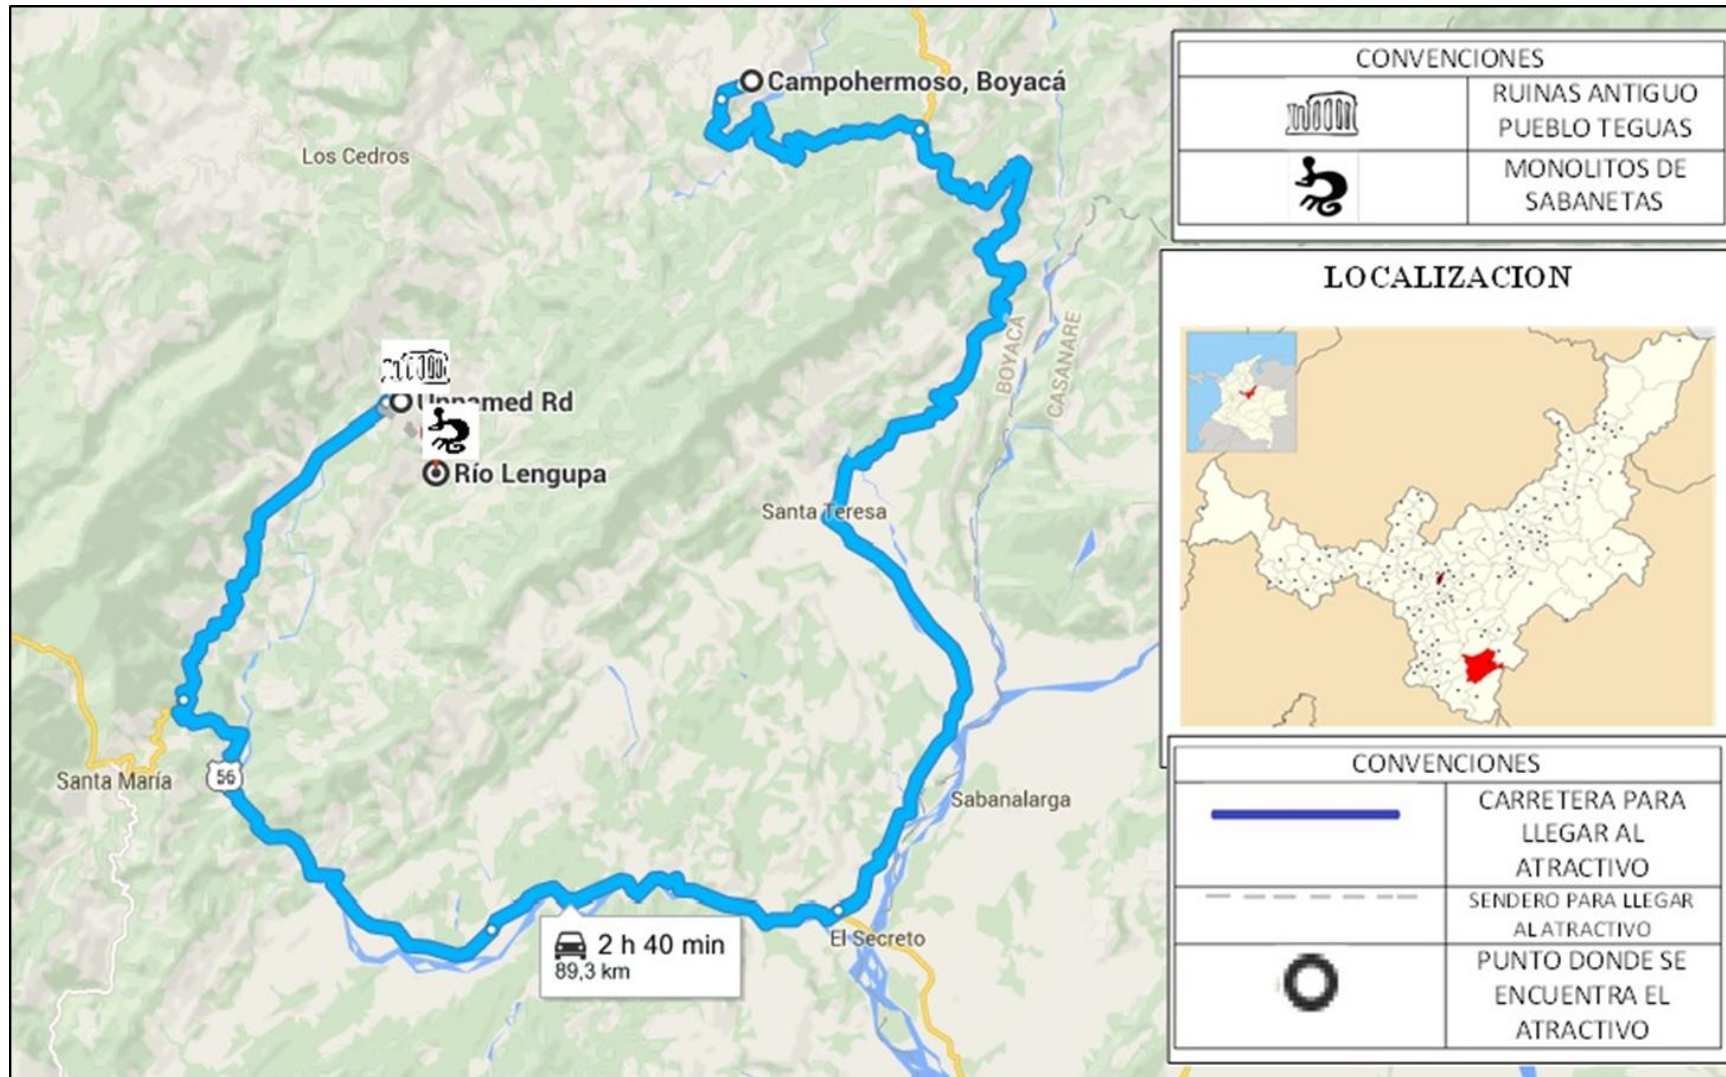 Campohermoso, Boyacá
Los Cedros
BOYACÁ
CASANARE
Unnamed Rd
Río Lengupa
Santa Teresa
Santa María
56
Sabanalarga
El Secreto
2 h 40 min
89,3 km
CONVENCIONES
RUINAS ANTIGUO
PUEBLO TEGUAS
MONOLITOS DE
SABANETAS
LOCALIZACION
CONVENCIONES
CARRETERA PARA
LLEGAR AL
ATRACTIVO
SENDERO PARA LLEGAR
AL ATRACTIVO
PUNTO DONDE SE
ENCUENTRA EL
ATRACTIVO